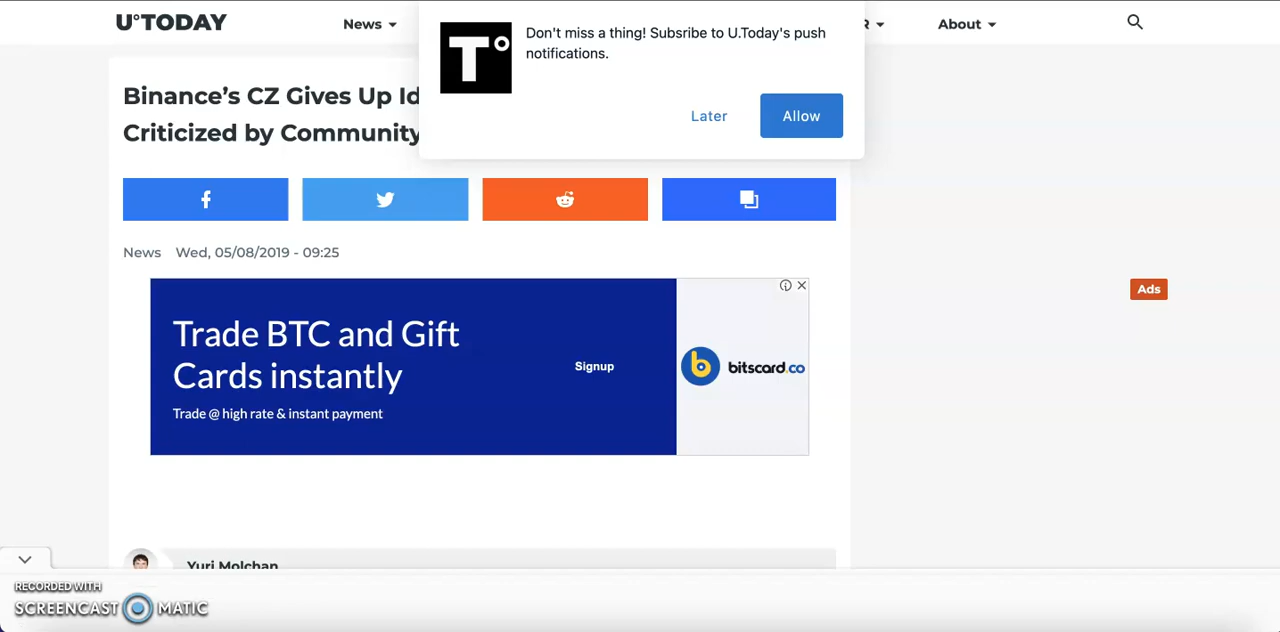 U°TODAY
News
R
About
Don't miss a thing! Subsribe to U.Today's push
notifications.
Later
Allow
T°
Binance's CZ Gives Up Id
Criticized by Community
f
News Wed, 05/08/2019 - 09:25
Trade BTC and Gift
Cards instantly
Trade @ high rate & instant payment
Signup
b bitscard.co
Ads
Yuri Molchan
RECORDED WITH
SCREENCAST MATIC